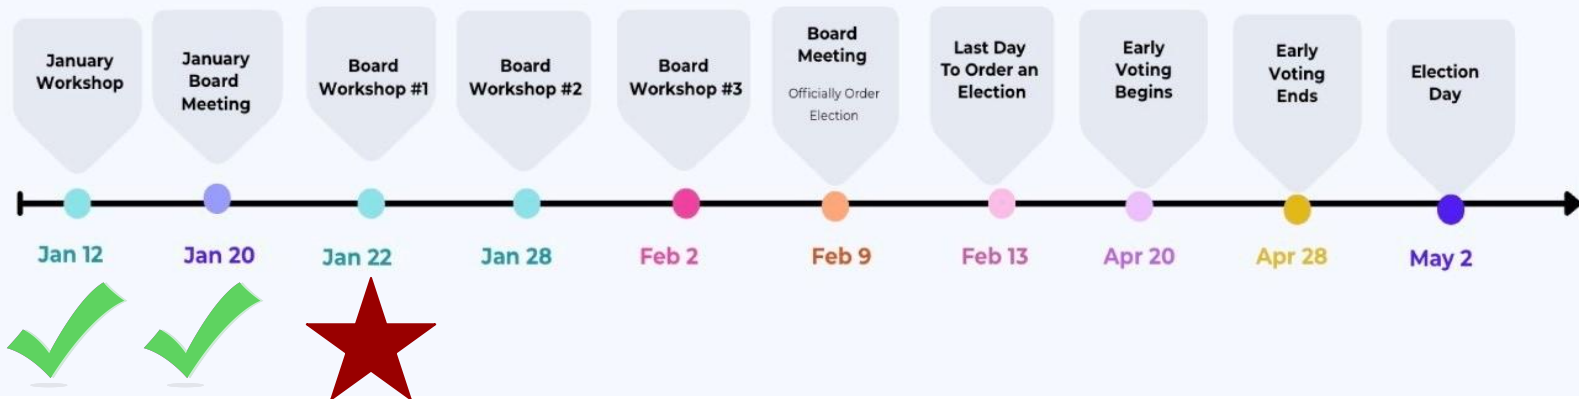 January
Workshop
January
Board
Meeting
Board
Workshop #1
Board
Workshop #2
Board
Workshop #3
Board
Meeting
Officially Order
Election
Last Day
To Order an
Election
Early
Voting
Begins
Early
Voting
Ends
Election
Day
Jan 12
Jan 20
Jan 22
Jan 28
Feb 2
Feb 9
Feb 13
Apr 20
Apr 28
May 2